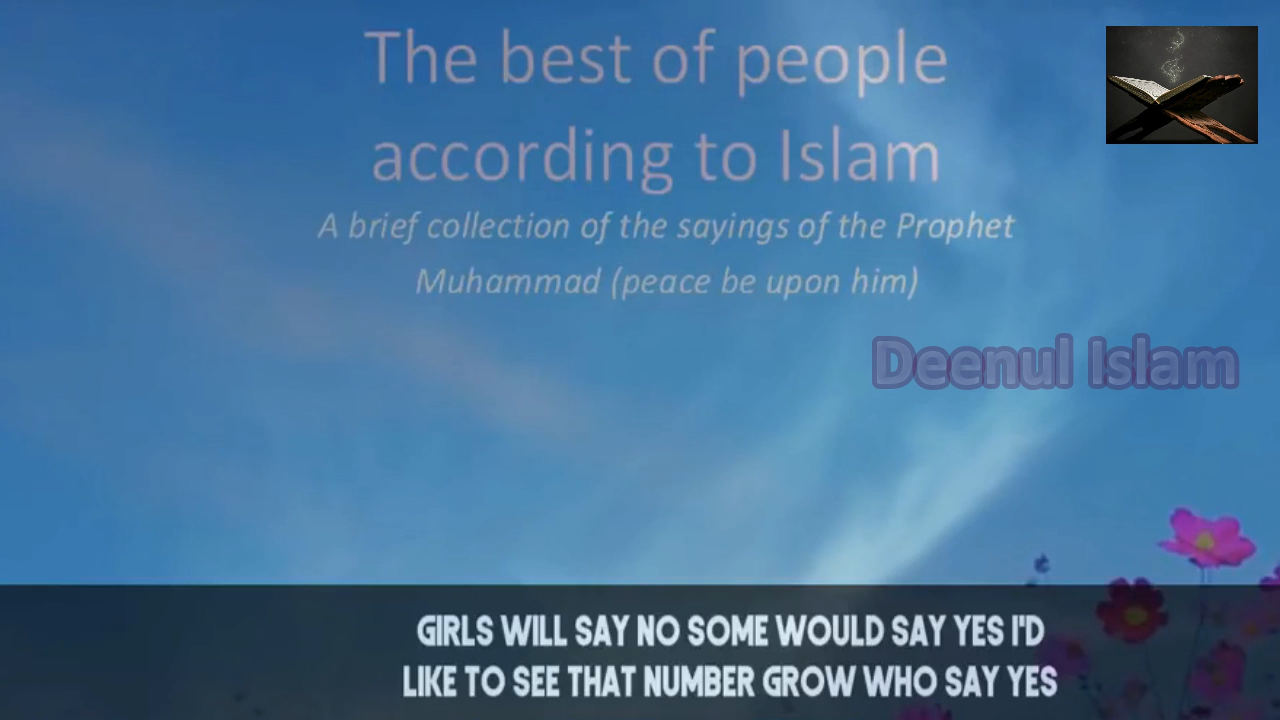 The best of people
according to Islam
A brief collection of the sayings of the Prophet
Muhammad (peace be upon him)
Deenul Islam
GIRLS WILL SAY NO SOME WOULD SAY YES I'D
LIKE TO SEE THAT NUMBER GROW WHO SAY YES